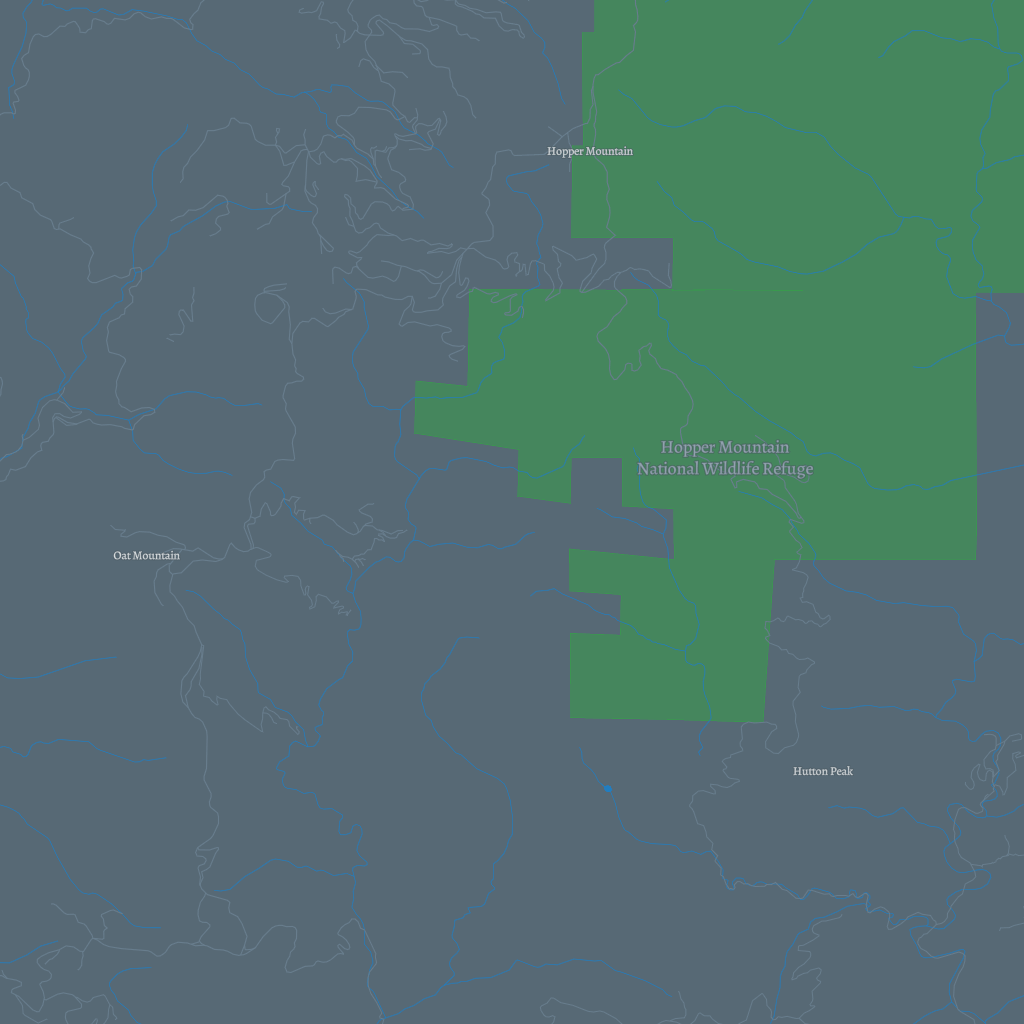 Hopper Mountain
Hopper Mountain
National Wildlife Refuge
Oat Mountain
Hutton Peak